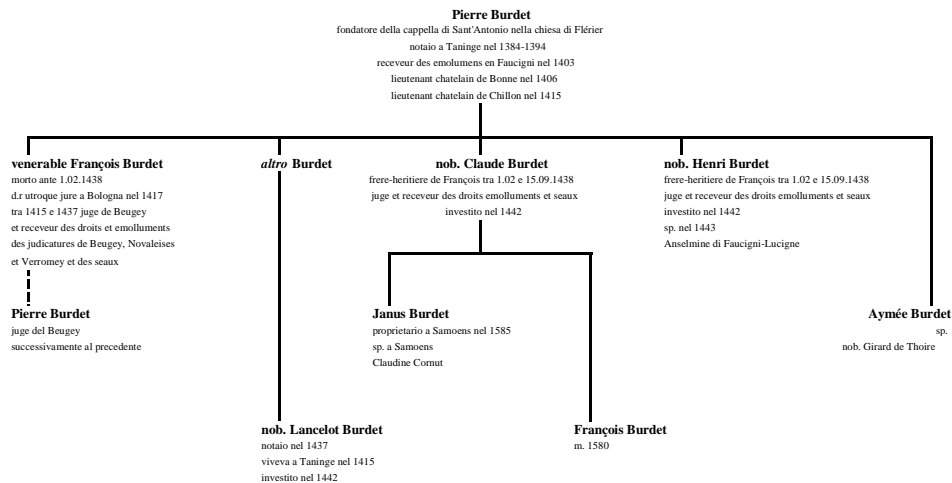 Pierre Burdet
fondatore della cappella di Sant'Antonio nella chiesa di Flérier
notaio a Taninge nel 1384-1394
receveur des emolumens en Faucigni nel 1403
lieutenant chatelain de Bonne nel 1406
lieutenant chatelain de Chillon nel 1415
venerable François Burdet
morto ante 1.02.1438
d.r utroque jure a Bologna nel 1417
tra 1415 e 1437 juge de Beugey
et receveur des droits et emolluments
des judicatures de Beugey, Novaleises
et Verromey et des seaux
altro Burdet
nob. Claude Burdet
frere-heritiere de François tra 1.02 e 15.09.1438
juge et receveur des droits emolluments et seaux
investito nel 1442
nob. Henri Burdet
frere-heritiere de François tra 1.02 e 15.09.1438
juge et receveur des droits emolluments et seaux
investito nel 1442
sp. nel 1443
Anselmine di Faucigni-Lucigne
Pierre Burdet
juge del Beugey
successivamente al precedente
Janus Burdet
proprietario a Samoens nel 1585
sp. a Samoens
Claudine Cornut
Aymée Burdet
sp.
nob. Girard de Thoire
nob. Lancelot Burdet
notaio nel 1437
viveva a Taninge nel 1415
investito nel 1442
François Burdet
m. 1580